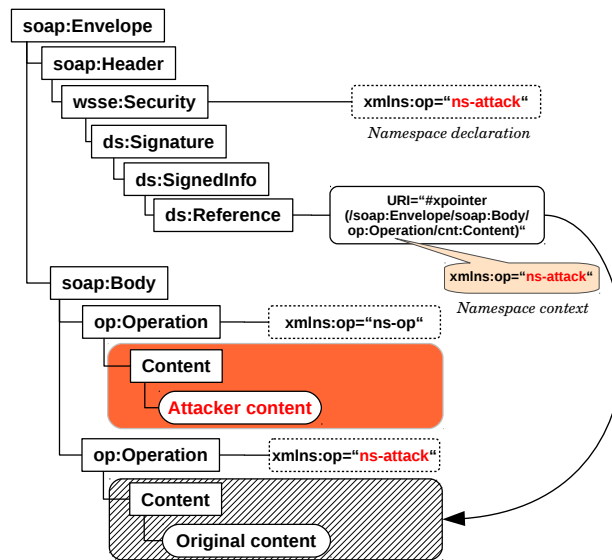 soap:Envelope
soap:Header
wsse:Security
xmlns:op=“ns-attack“
Namespace declaration
ds:Signature
ds:SignedInfo
ds:Reference
URI=“#xpointer
(/soap:Envelope/soap:Body/
op:Operation/cnt:Content)“
xmlns:op=“ns-attack“
Namespace context
soap:Body
op:Operation
xmlns:op=“ns-op“
Content
Attacker content
op:Operation
xmlns:op=“ns-attack“
Content
Original content